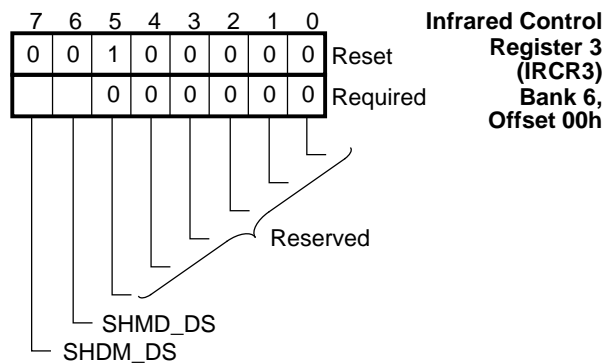 7 6 5 4 3 2 1 0
Infrared Control
Register 3
(IRCR3)
Bank 6,
Offset 00h
0 0 1 0 0 0 0 0 Reset
0 0 0 0 0 0 Required
Reserved
SHMD_DS
SHDM_DS